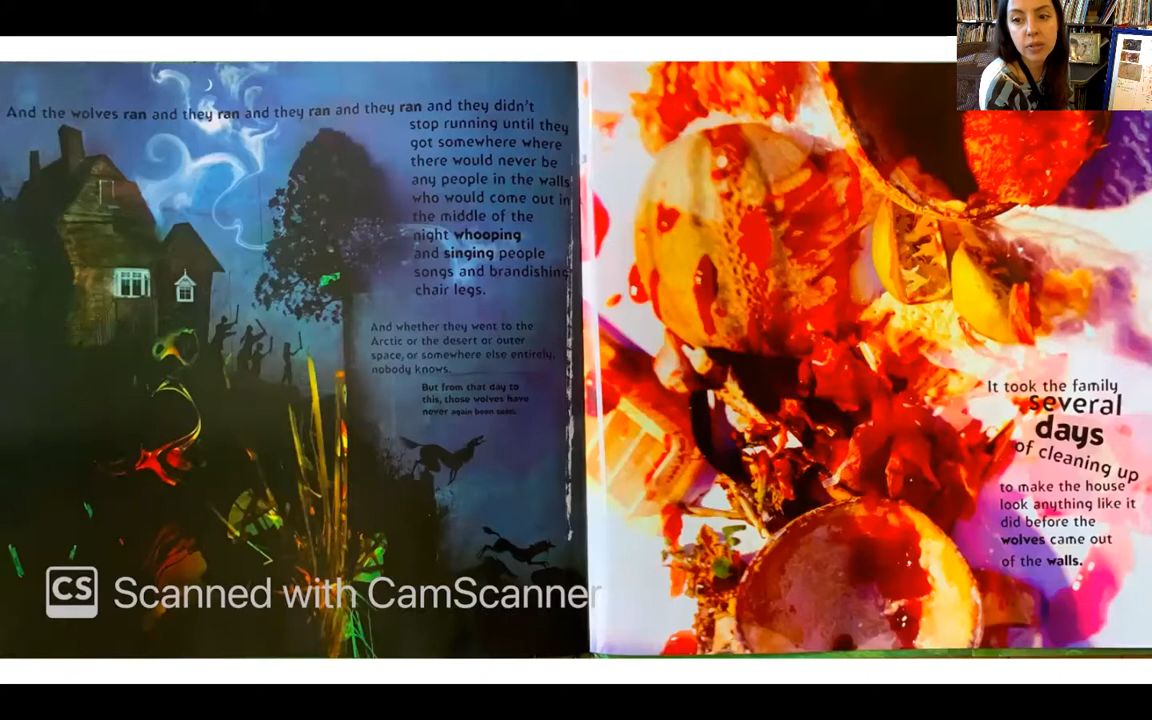 And the wolves ran and they ran and they ran and they ran and they didn't
stop running until they
got somewhere where
there would never be
any people in the walls
who would come out in
the middle of the
night whooping
and singing people
songs and brandishing
chair legs.
And whether they went to the
Arctic or the desert or outer
space, or somewhere else entirely,
nobody knows.
But from that day to
this, those wolves have
never again been seen.
CS Scanned with CamScanner
It took the family
several
days
of cleaning up
to make the house
look anything like it
did before the
wolves came out
of the walls.